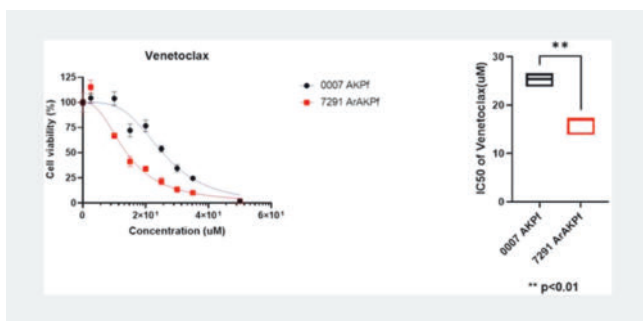 Venetoclax
Cell viability (%)
125
100
75
50
25
0
0
2×10¹
4×10¹
6×10¹
Concentration (uM)
0007 AKPf
7291 ArAKPf
**
IC50 of Venetoclax(uM)
30
20
10
0
0007 AKPf
7291 ArAKPf
** p<0.01